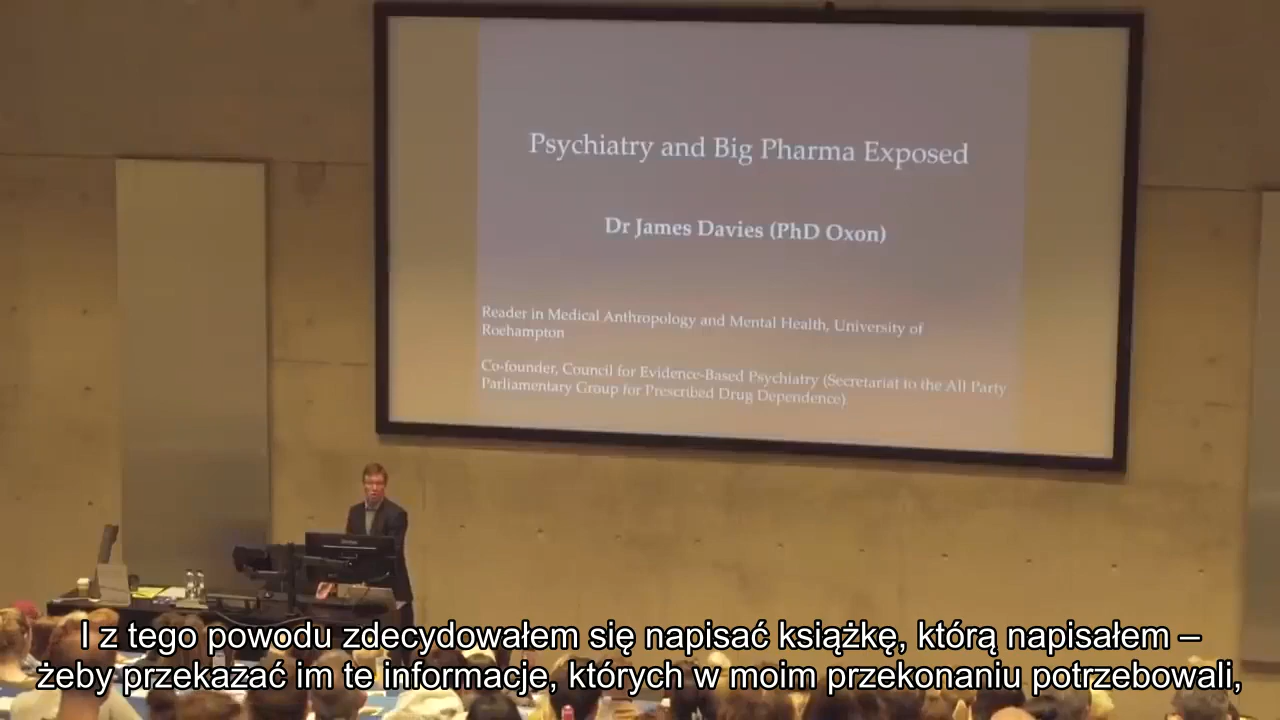 Psychiatry and Big Pharma Exposed
Dr James Davies (PhD Oxon)
Reader in Medical Anthropology and Mental Health, University of
Roehampton
Co-founder, Council for Evidence-Based Psychiatry (Secretariat to the All Party
Parliamentary Group for Prescribed Drug Dependence)
I z tego powodu zdecydowałem się napisać książkę, którą napisałem –
żeby przekazać im te informacje, których w moim przekonaniu potrzebowali,